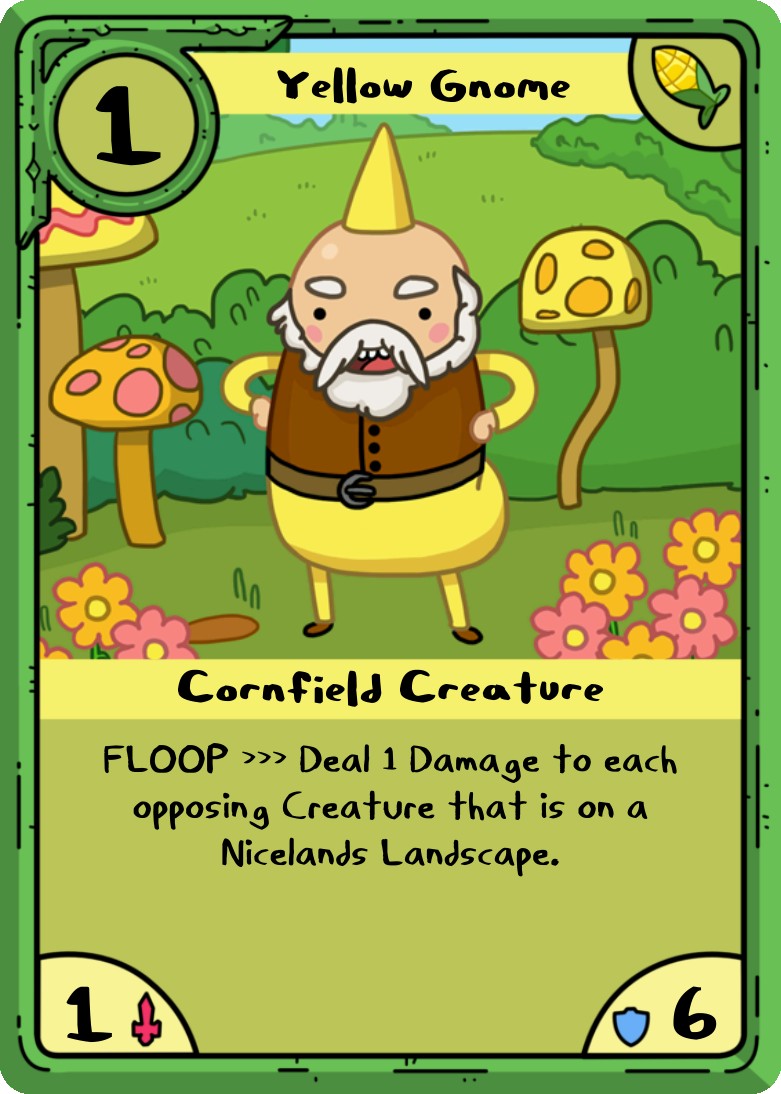 1
Yellow Gnome
Cornfield Creature
FLOOP >>> Deal 1 Damage to each
opposing Creature that is on a
Nicelands Landscape.
1 6